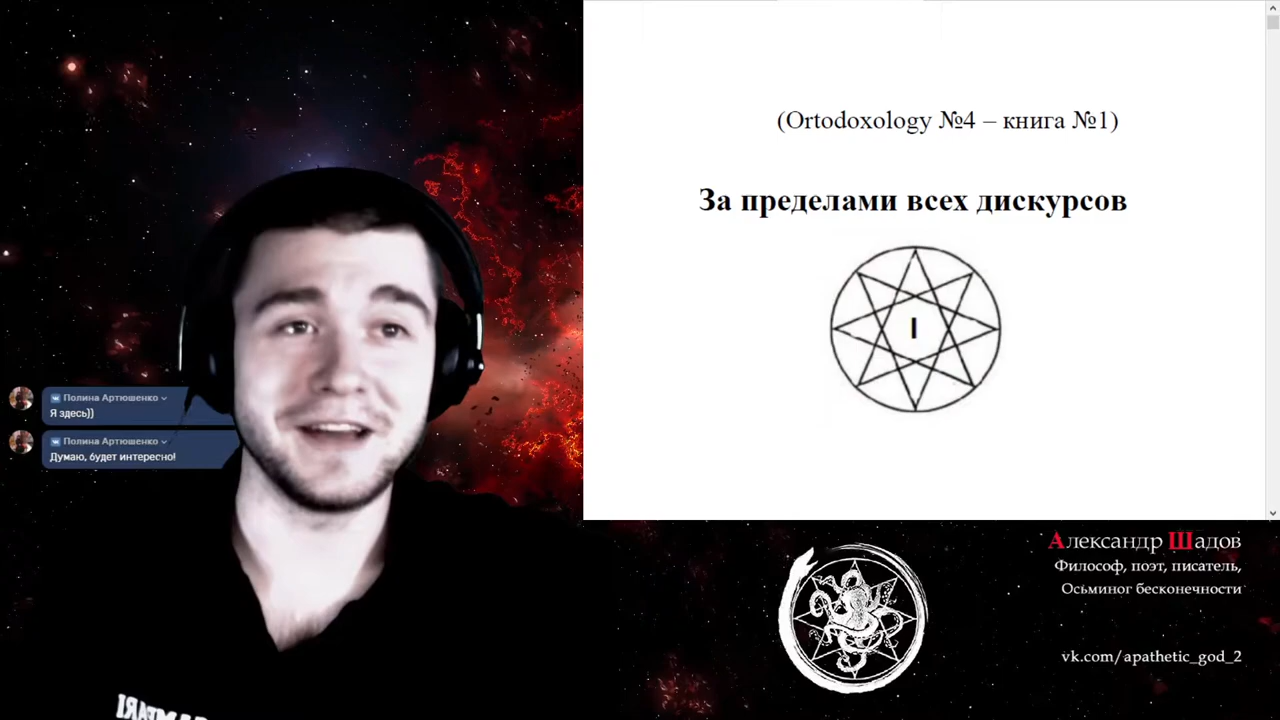 (Ortodoxology №4 – книга №1)
За пределами всех дискурсов
I
Полина Артюшенко
Я здесь))
Полина Артюшенко
Думаю, будет интересно!
Александр Шадов
Философ, поэт, писатель,
Осьминог бесконечности
vk.com/apathetic_god_2